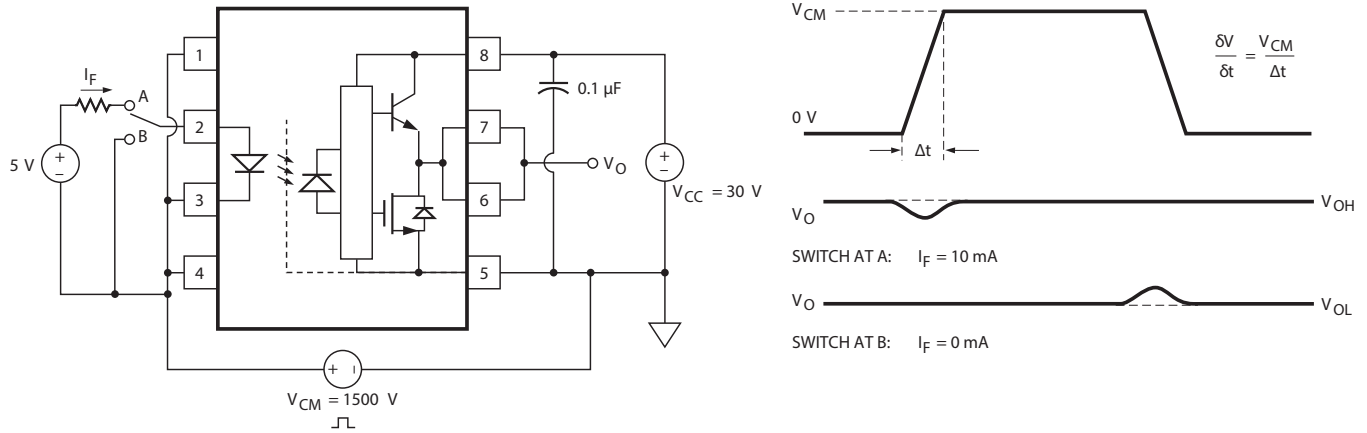 I_F
A
B
5 V
+
−
1
2
3
4
8
7
6
5
0.1 µF
V_O
+
−
V_CC = 30 V
+ −
V_CM = 1500 V
V_CM
0 V
Δt
δV/δt = V_CM/Δt
V_O
V_OH
SWITCH AT A: I_F = 10 mA
V_O
V_OL
SWITCH AT B: I_F = 0 mA